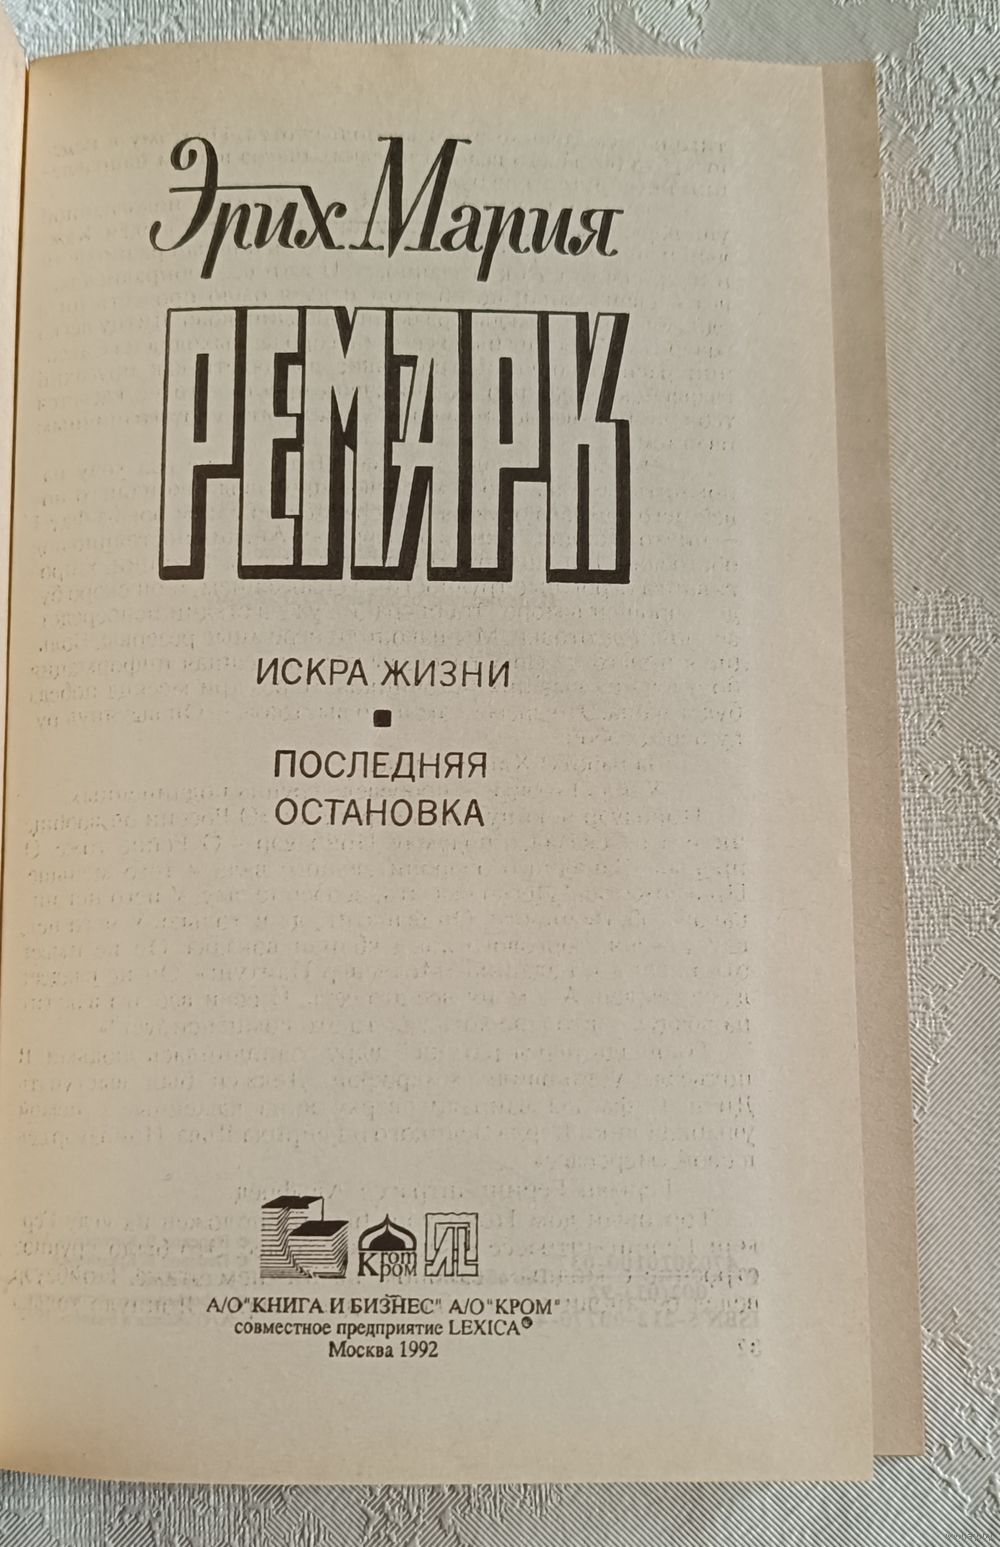 Эрих Мария
РЕМАРК
ИСКРА ЖИЗНИ
ПОСЛЕДНЯЯ
ОСТАНОВКА
Кром
А/О "КНИГА И БИЗНЕС" А/О "КРОМ"
совместное предприятие LEXICA
Москва 1992